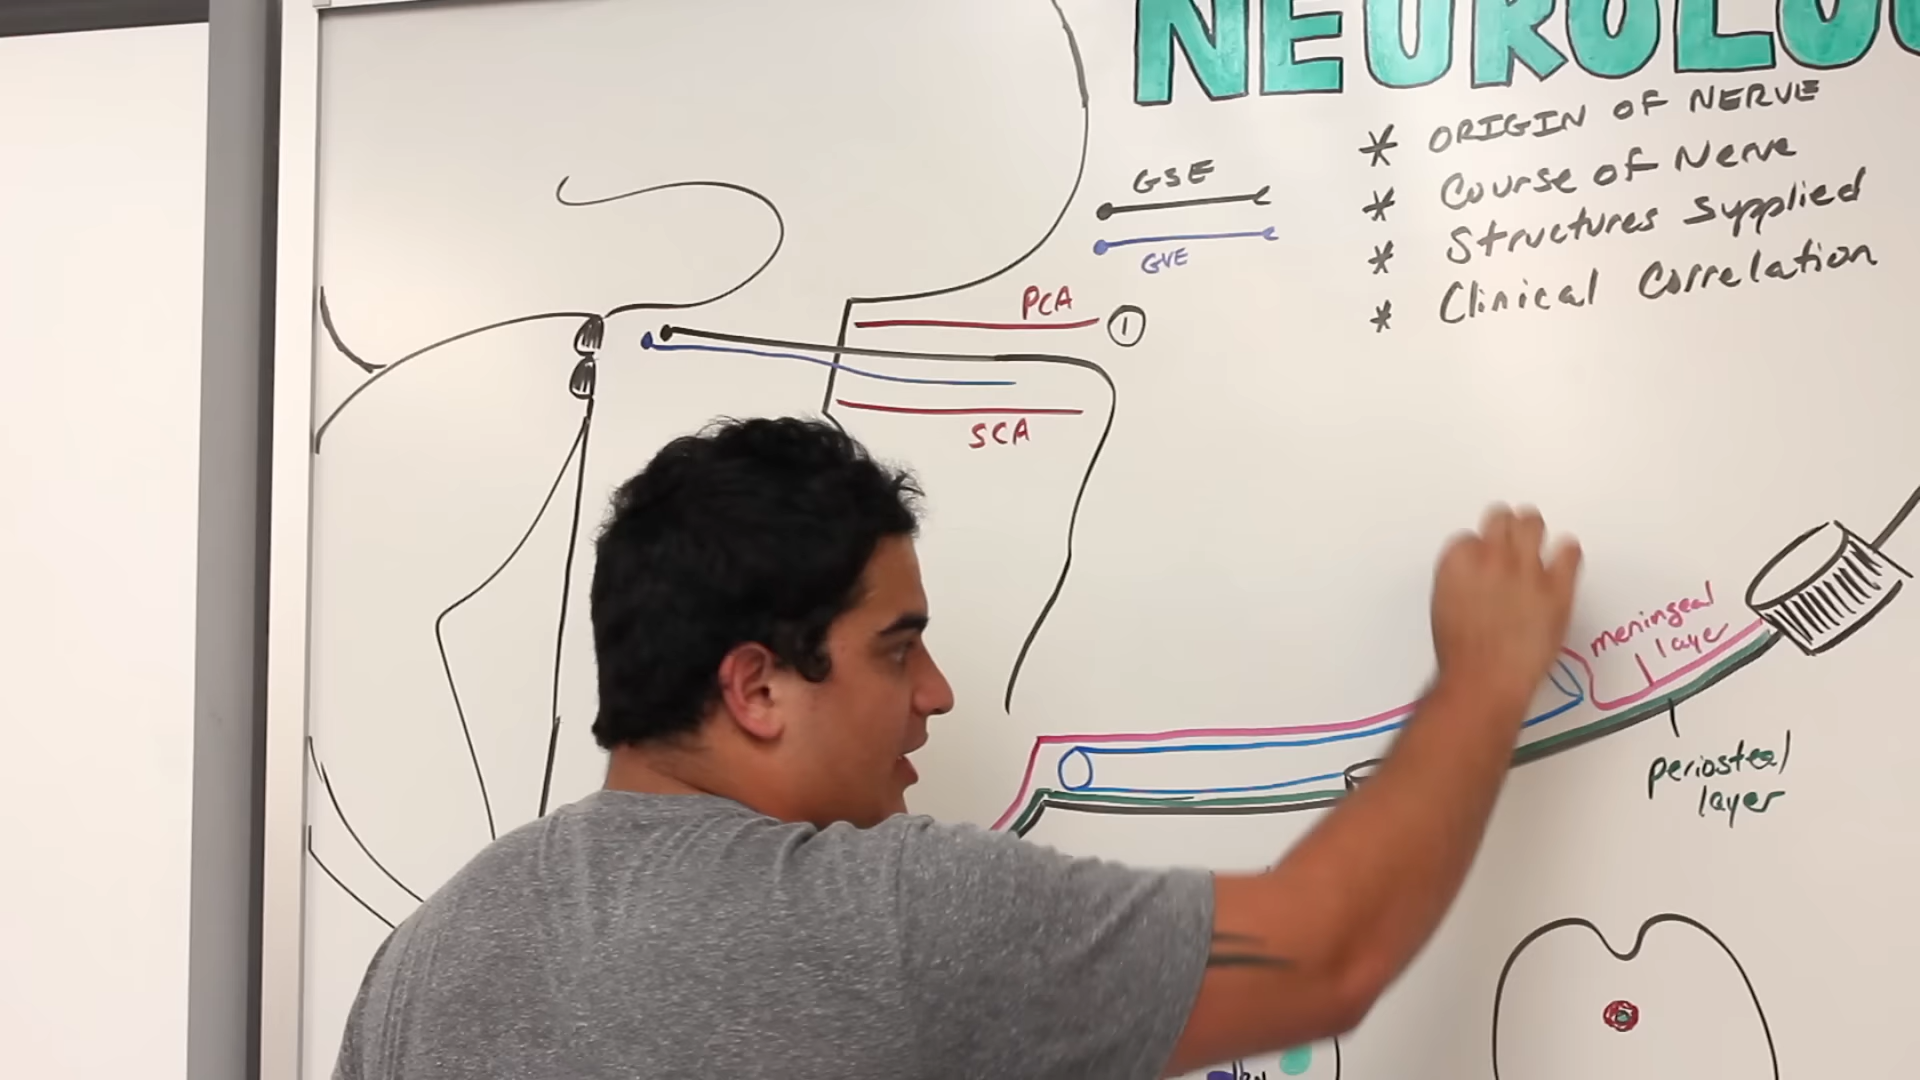 NEUROLO
* ORIGIN OF NERVE
* Course of Nerve
* Structures Supplied
* Clinical Correlation
GSE
GVE
PCA
①
SCA
meningeal
layer
periosteal
layer